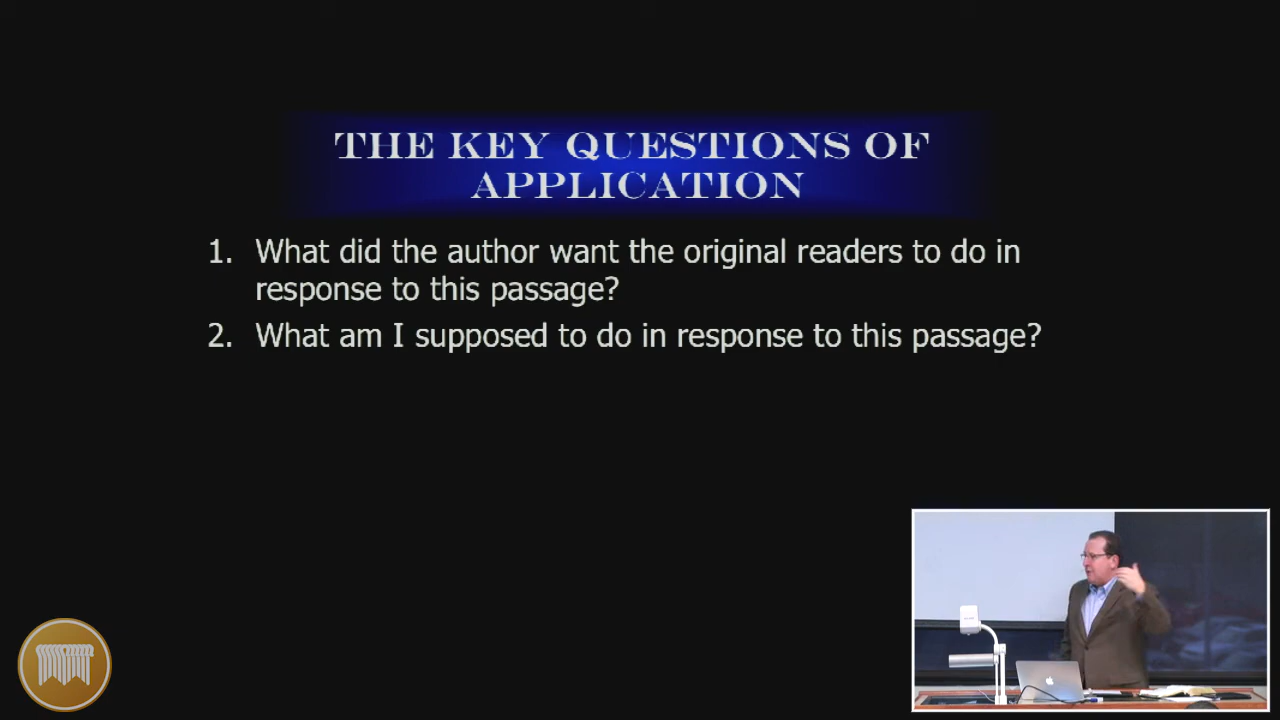 THE KEY QUESTIONS OF
APPLICATION
1. What did the author want the original readers to do in
response to this passage?
2. What am I supposed to do in response to this passage?